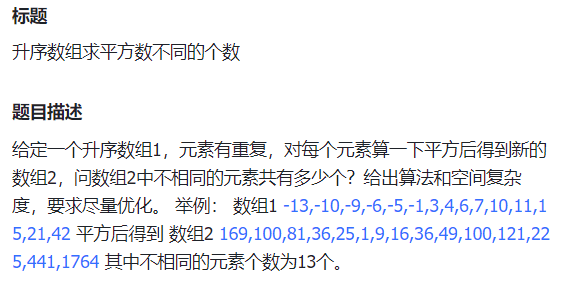 标题
升序数组求平方数不同的个数
题目描述
给定一个升序数组1，元素有重复，对每个元素算一下平方后得到新的
数组2，问数组2中不相同的元素共有多少个？给出算法和空间复杂
度，要求尽量优化。 举例： 数组1 -13,-10,-9,-6,-5,-1,3,4,6,7,10,11,1
5,21,42 平方后得到 数组2 169,100,81,36,25,1,9,16,36,49,100,121,22
5,441,1764 其中不相同的元素个数为13个。